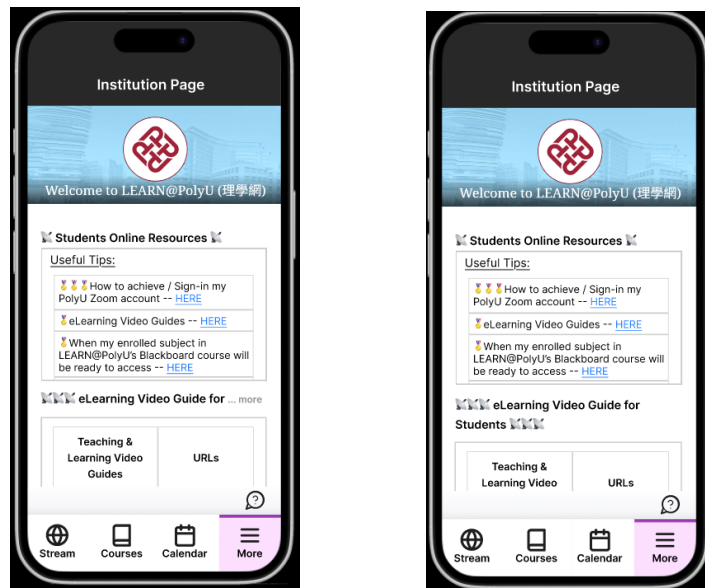 Institution Page
Welcome to LEARN@PolyU (理學網)
Students Online Resources
Useful Tips:
How to achieve / Sign-in my
PolyU Zoom account -- HERE
eLearning Video Guides -- HERE
When my enrolled subject in
LEARN@PolyU's Blackboard course will
be ready to access -- HERE
eLearning Video Guide for ... more
Teaching &
Learning Video
Guides
URLs
Stream
Courses
Calendar
More
Institution Page
Welcome to LEARN@PolyU (理學網)
Students Online Resources
Useful Tips:
How to achieve / Sign-in my
PolyU Zoom account -- HERE
eLearning Video Guides -- HERE
When my enrolled subject in
LEARN@PolyU's Blackboard course will
be ready to access -- HERE
eLearning Video Guide for
Students
Teaching &
Learning Video
URLs
Stream
Courses
Calendar
More